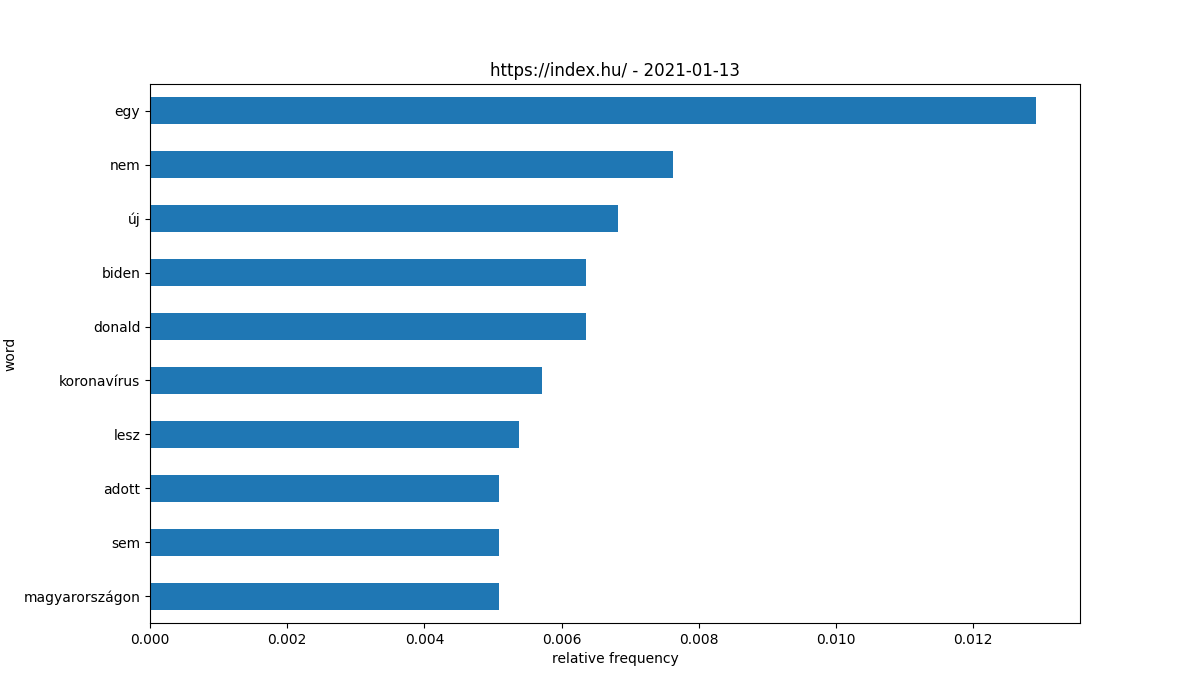 https://index.hu/ - 2021-01-13
egy
nem
új
biden
donald
koronavírus
lesz
adott
sem
magyarországon
word
0.000 0.002 0.004 0.006 0.008 0.010 0.012
relative frequency